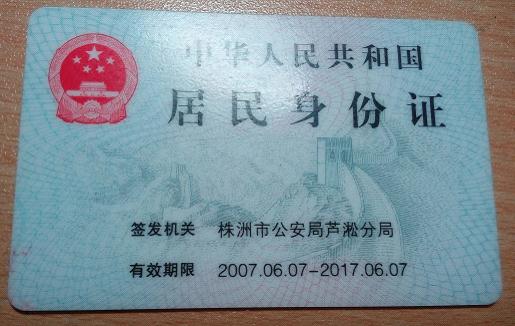 中华人民共和国
居民身份证
签发机关 株洲市公安局芦淞分局
有效期限 2007.06.07-2017.06.07